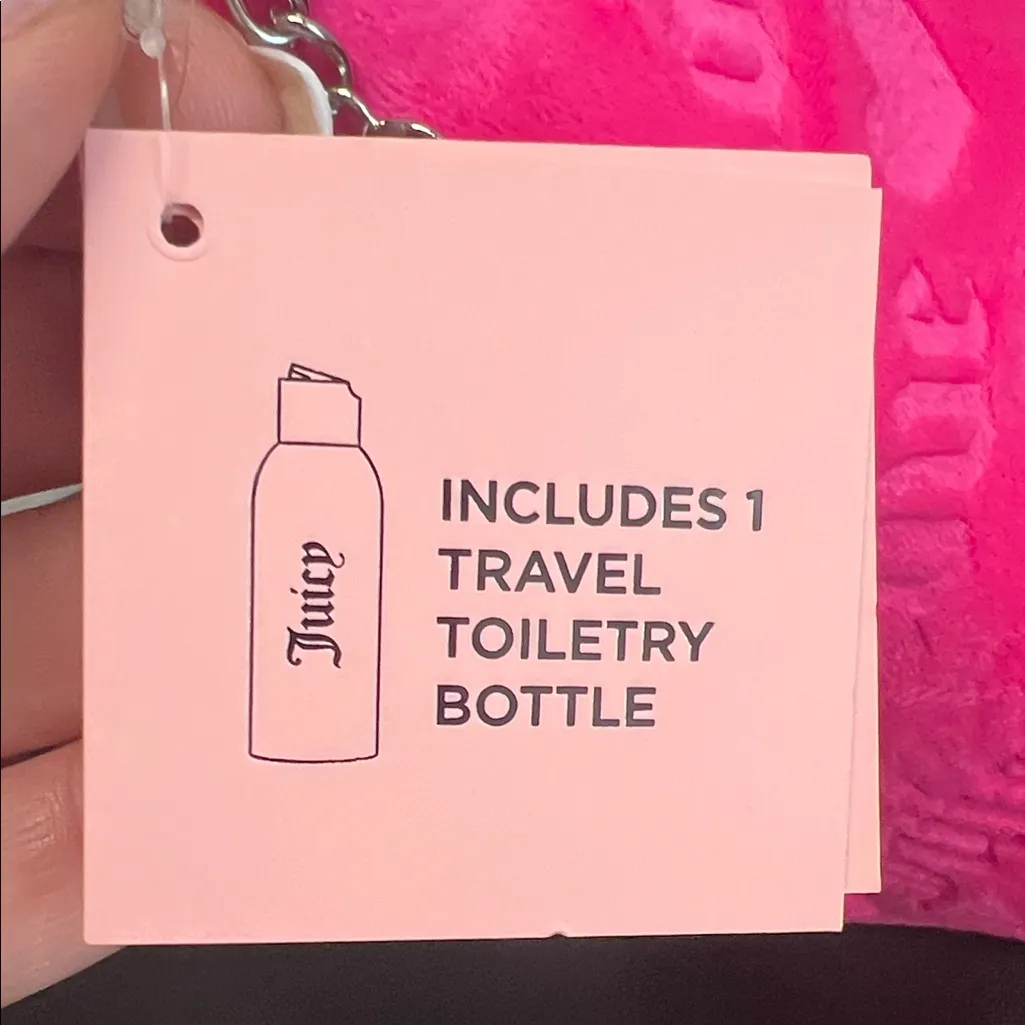 Juicy
INCLUDES 1
TRAVEL
TOILETRY
BOTTLE